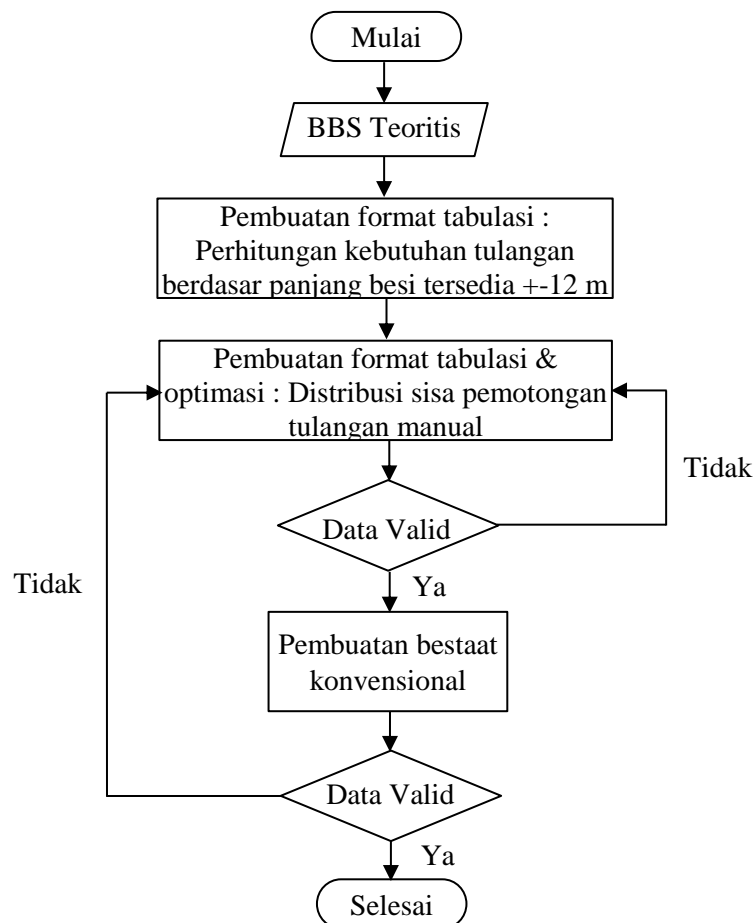 Mulai
BBS Teoritis
Pembuatan format tabulasi :
Perhitungan kebutuhan tulangan
berdasar panjang besi tersedia +-12 m
Pembuatan format tabulasi &
optimasi : Distribusi sisa pemotongan
tulangan manual
Tidak
Data Valid
Tidak
Ya
Pembuatan bestaat
konvensional
Data Valid
Ya
Selesai